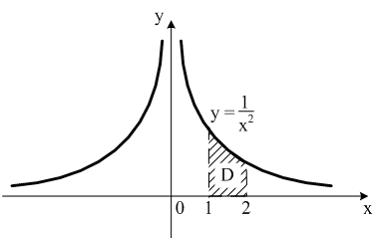 y
y = 1/x²
D
0 1 2 x